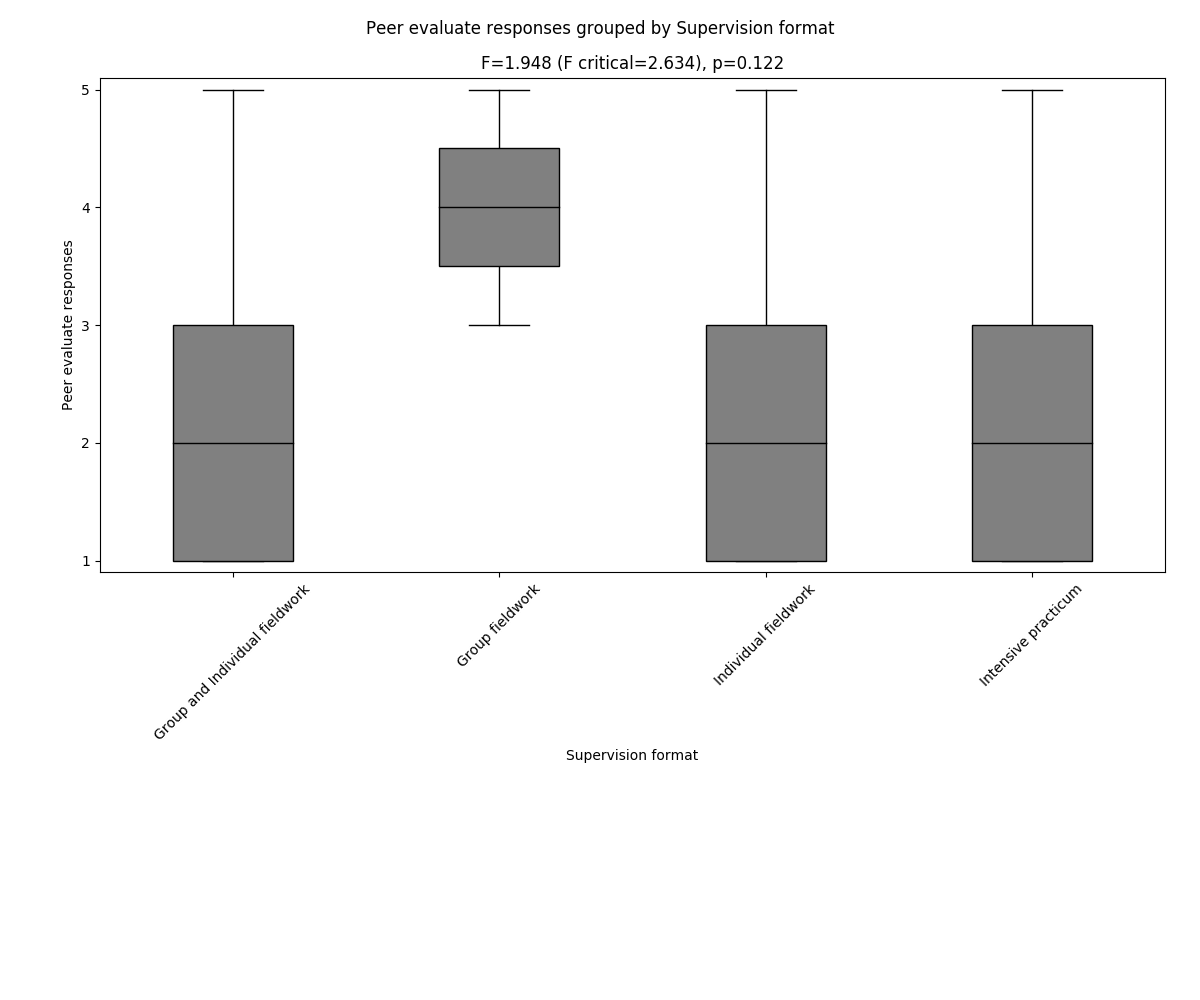 Peer evaluate responses grouped by Supervision format
F=1.948 (F critical=2.634), p=0.122
Peer evaluate responses
5
4
3
2
1
Group and Individual fieldwork
Group fieldwork
Individual fieldwork
Intensive practicum
Supervision format